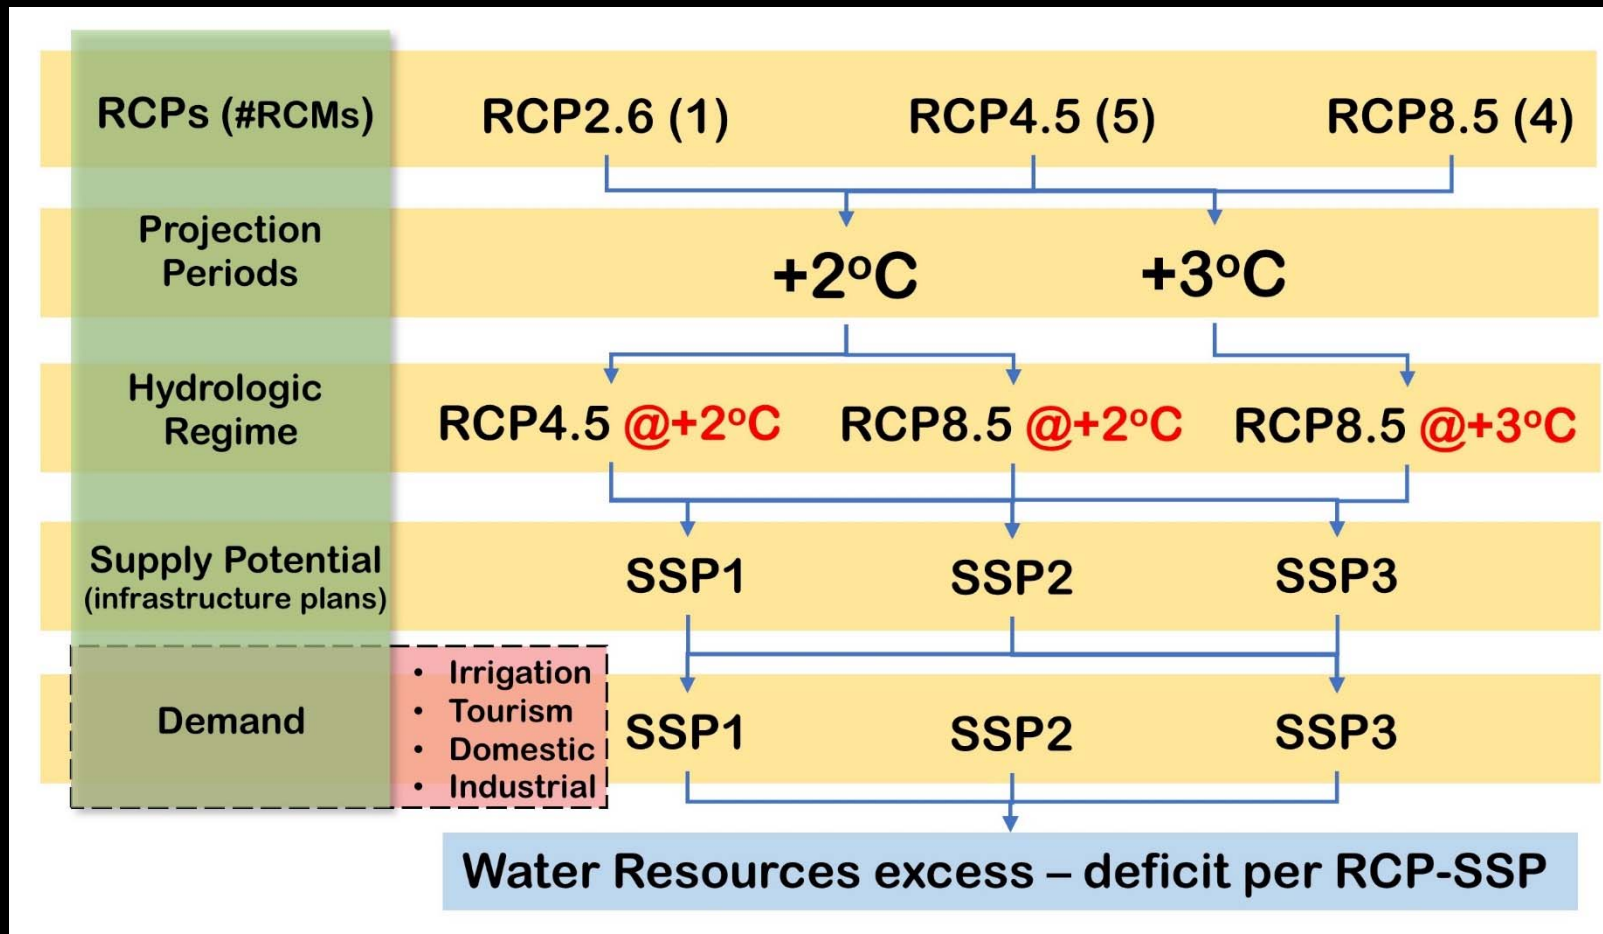 RCPs (#RCMs)
RCP2.6 (1)
RCP4.5 (5)
RCP8.5 (4)
Projection
Periods
+2ºC
+3ºC
Hydrologic
Regime
RCP4.5 @+2ºC
RCP8.5 @+2ºC
RCP8.5 @+3ºC
Supply Potential
(infrastructure plans)
SSP1
SSP2
SSP3
Demand
• Irrigation
• Tourism
• Domestic
• Industrial
SSP1
SSP2
SSP3
Water Resources excess – deficit per RCP-SSP